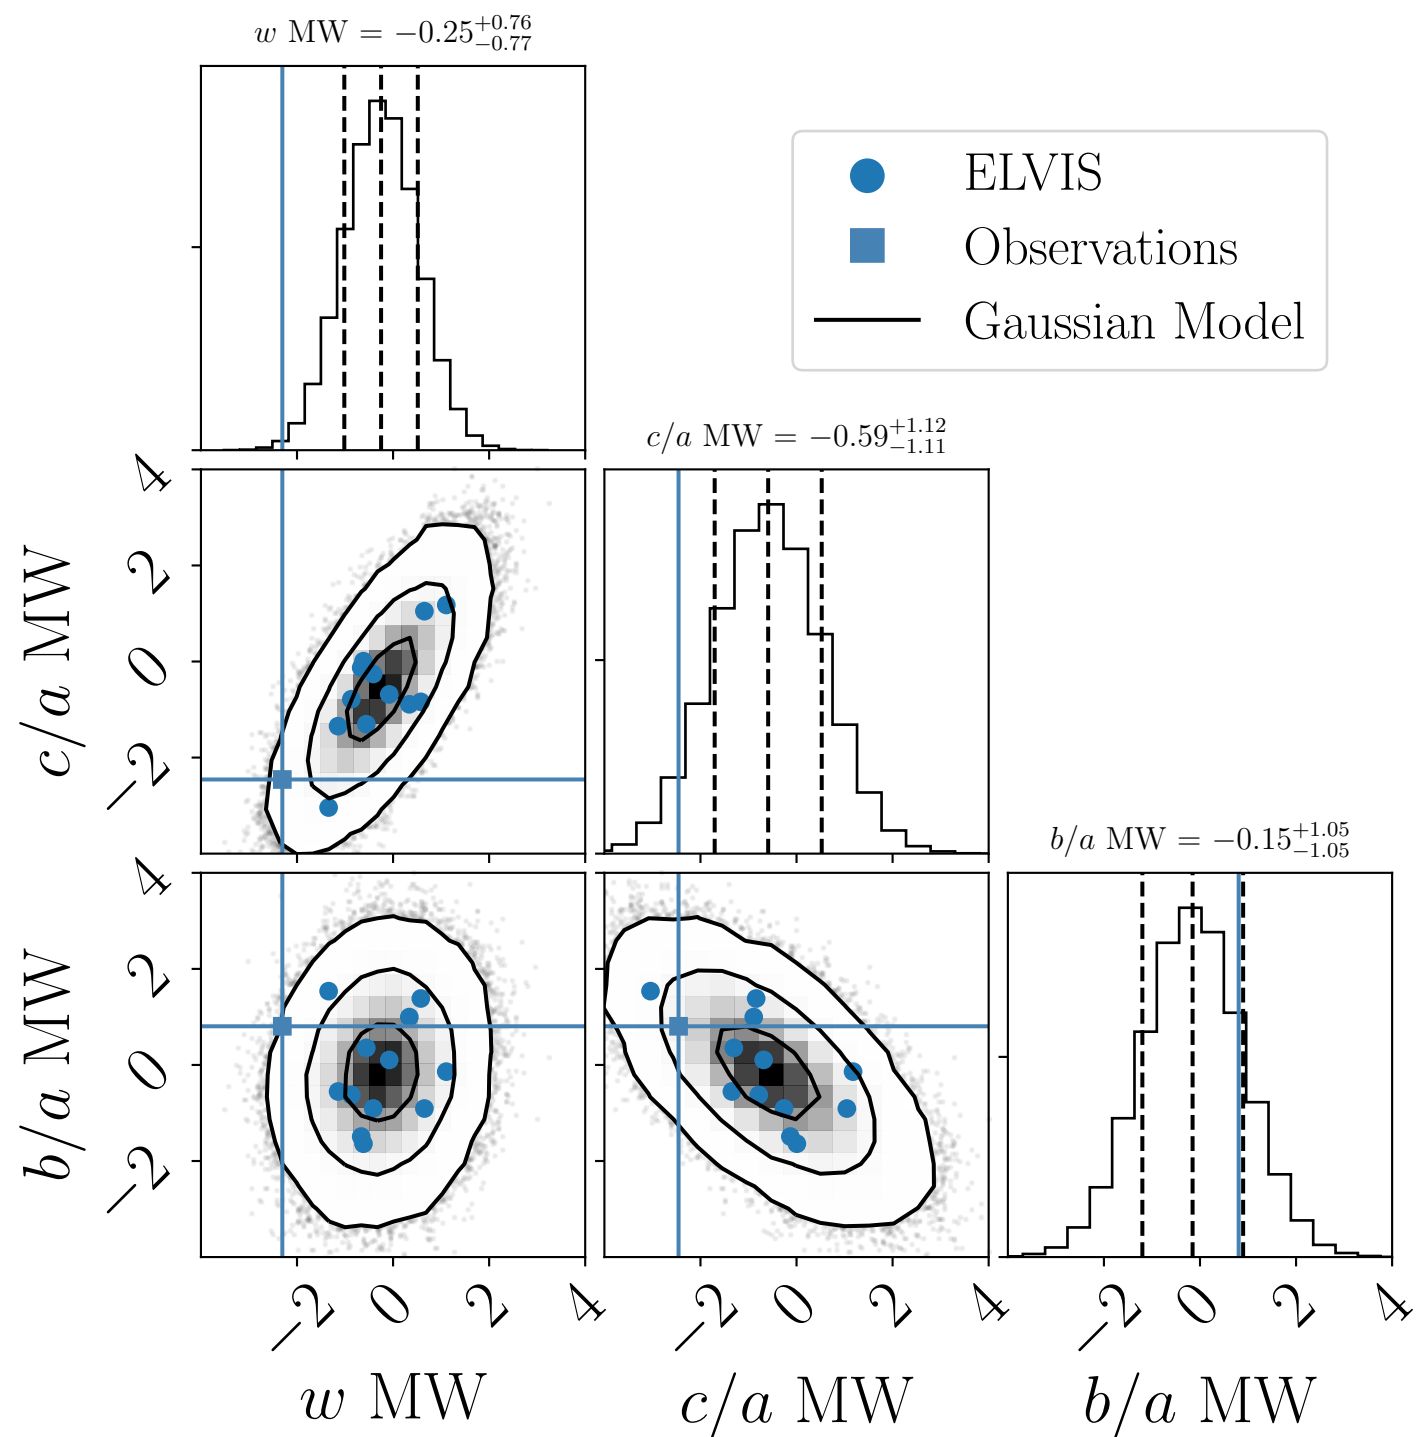 w MW = −0.25+0.76−0.77
ELVIS
Observations
Gaussian Model
c/a MW = −0.59+1.12−1.11
4
2
0
−2
c/a MW
b/a MW = −0.15+1.05−1.05
4
2
0
−2
b/a MW
−2 0 2 4
−2 0 2 4
−2 0 2 4
w MW
c/a MW
b/a MW